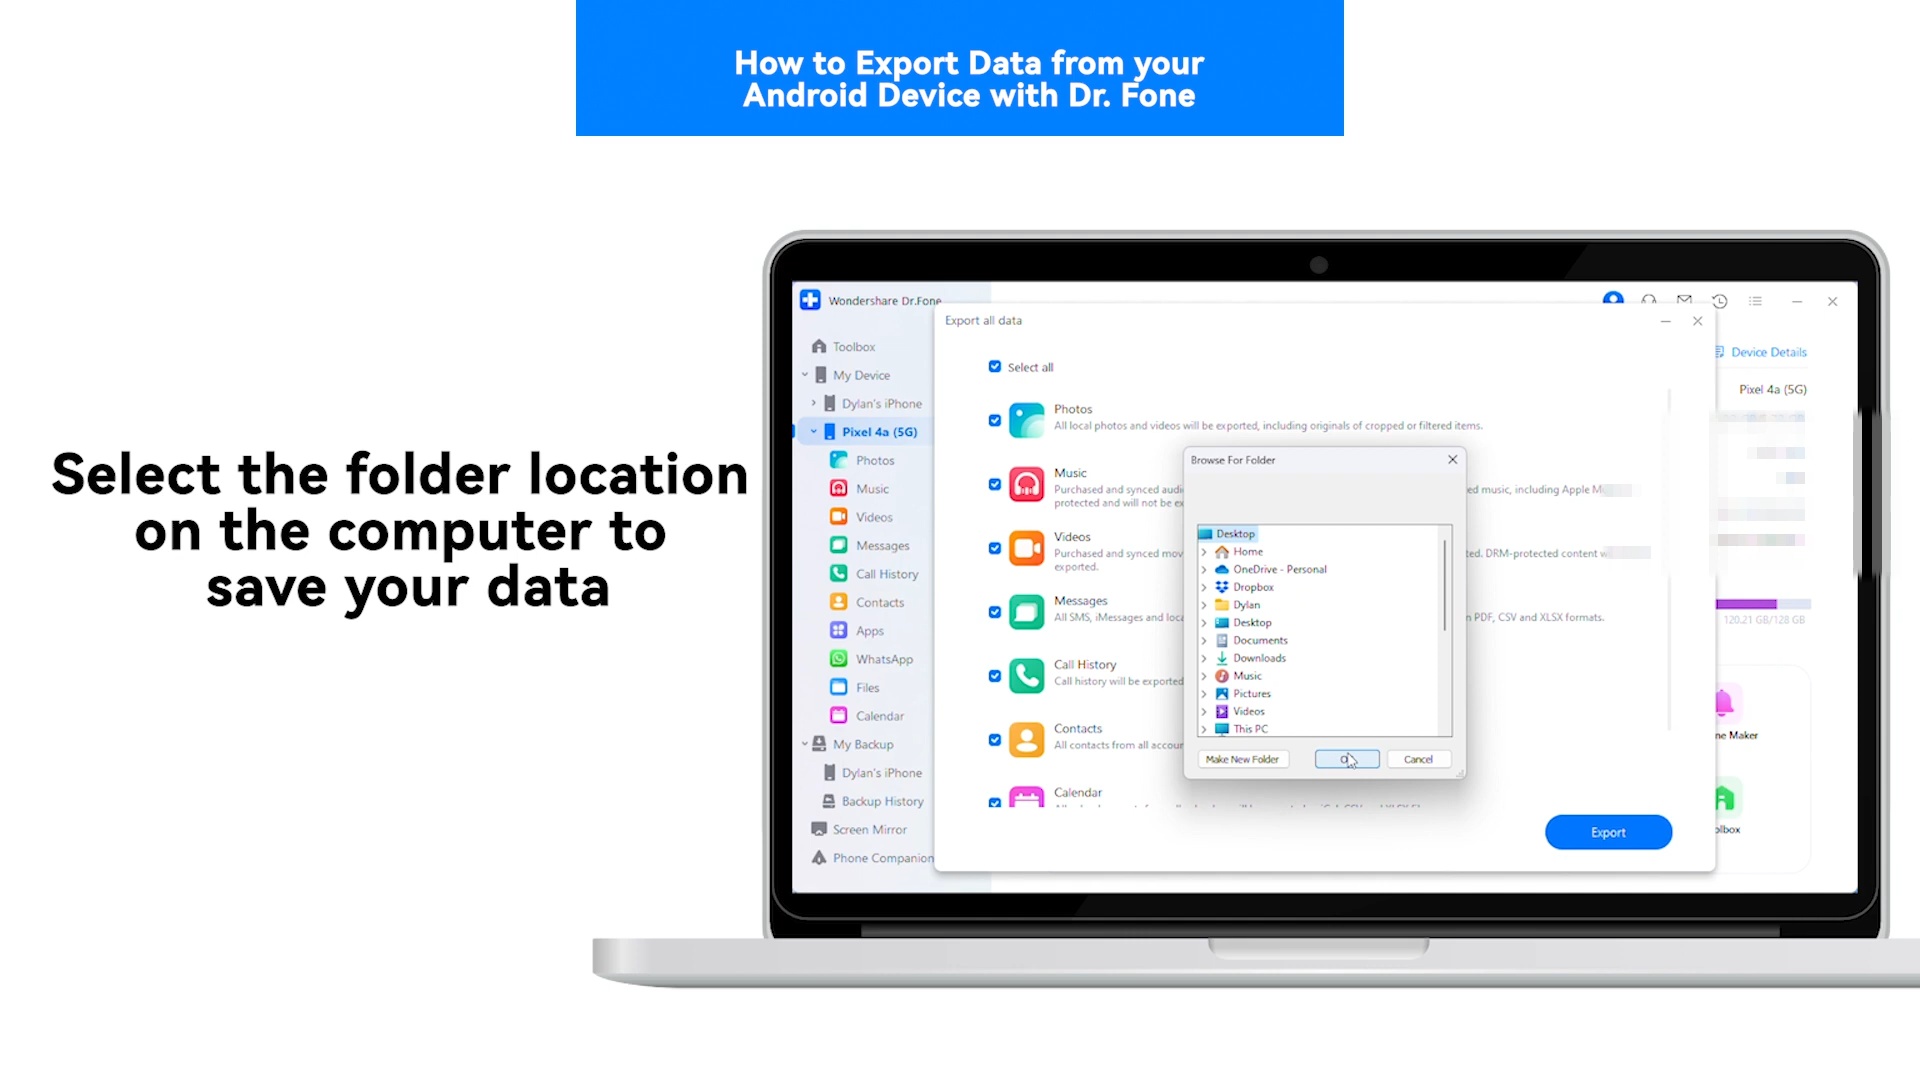 How to Export Data from your
Android Device with Dr. Fone
Select the folder location
on the computer to
save your data
Wondershare Dr.Fone
Toolbox
My Device
Dylan's iPhone
Pixel 4a (5G)
Photos
Music
Videos
Messages
Call History
Contacts
Apps
WhatsApp
Files
Calendar
My Backup
Dylan's iPhone
Backup History
Screen Mirror
Phone Companion
Export all data
Select all
Photos
All local photos and videos will be exported, including originals of cropped or filtered items.
Music
Purchased and synced ed music, including Apple
protected and will not be
Videos
Purchased and synced ted. DRM-protected content
exported.
Messages
All SMS, iMessages and PDF, CSV and XLSX formats.
Call History
Call history will be exported
Contacts
All contacts from all
Calendar
Export
Browse For Folder
Desktop
Home
OneDrive - Personal
Dropbox
Dylan
Desktop
Documents
Downloads
Music
Pictures
Videos
This PC
Make New Folder
Cancel
Device Details
Pixel 4a (5G)
120.21 GB/128 GB
ne Maker
olbox